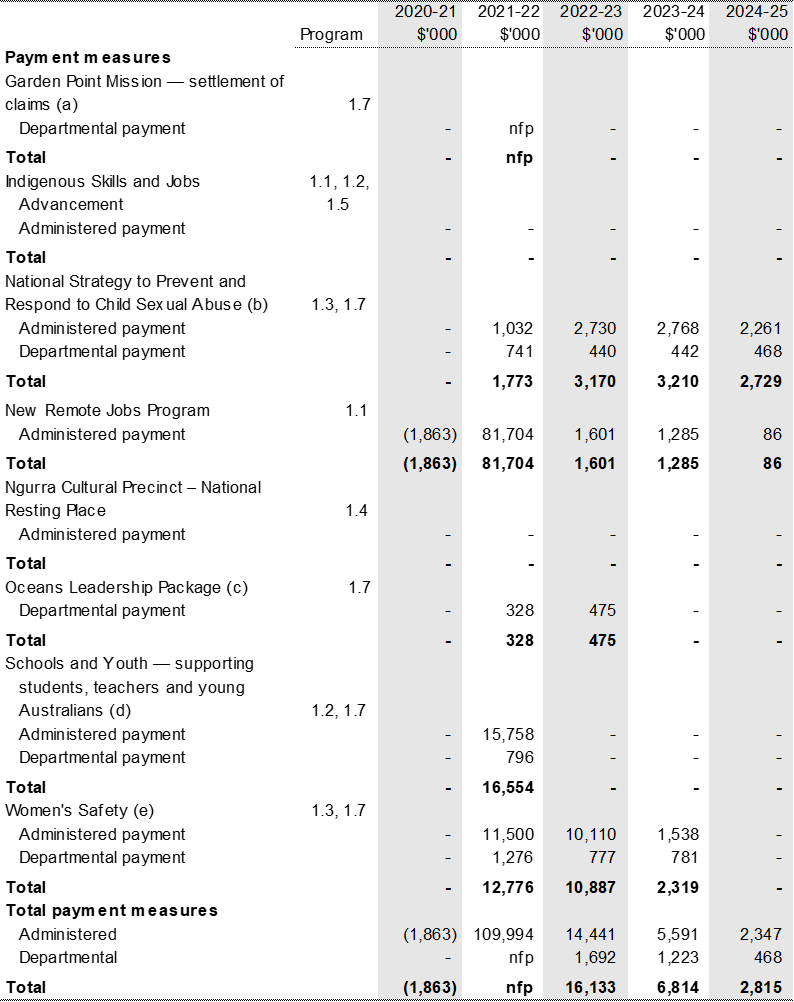 2020-21 2021-22 2022-23 2023-24 2024-25
Program $'000 $'000 $'000 $'000 $'000
Payment measures
Garden Point Mission — settlement of
claims (a) 1.7
Departmental payment - nfp - - -
Total - nfp - - -
Indigenous Skills and Jobs 1.1, 1.2,
Advancement 1.5
Administered payment - - - - -
Total - - - - -
National Strategy to Prevent and
Respond to Child Sexual Abuse (b) 1.3, 1.7
Administered payment - 1,032 2,730 2,768 2,261
Departmental payment - 741 440 442 468
Total - 1,773 3,170 3,210 2,729
New Remote Jobs Program 1.1
Administered payment (1,863) 81,704 1,601 1,285 86
Total (1,863) 81,704 1,601 1,285 86
Ngurra Cultural Precinct – National
Resting Place 1.4
Administered payment - - - - -
Total - - - - -
Oceans Leadership Package (c) 1.7
Departmental payment - 328 475 - -
Total - 328 475 - -
Schools and Youth — supporting
students, teachers and young
Australians (d) 1.2, 1.7
Administered payment - 15,758 - - -
Departmental payment - 796 - - -
Total - 16,554 - - -
Women's Safety (e) 1.3, 1.7
Administered payment - 11,500 10,110 1,538 -
Departmental payment - 1,276 777 781 -
Total - 12,776 10,887 2,319 -
Total payment measures
Administered (1,863) 109,994 14,441 5,591 2,347
Departmental - nfp 1,692 1,223 468
Total (1,863) nfp 16,133 6,814 2,815